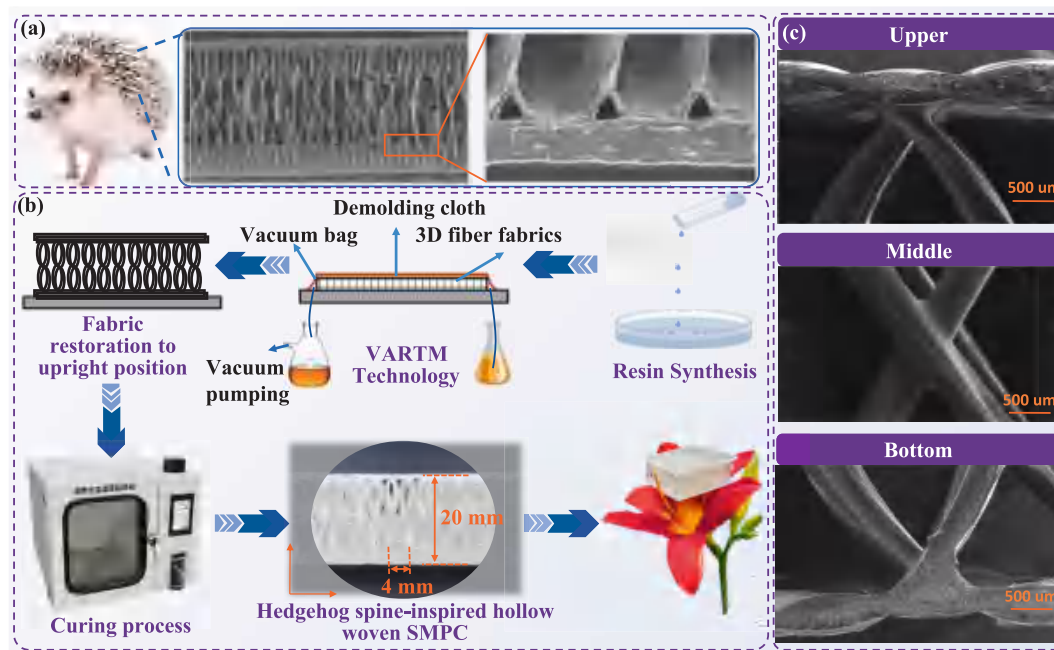 (a)
(b)
Demolding cloth
Vacuum bag
3D fiber fabrics
Fabric
restoration to
upright position
Vacuum
pumping
VARTM
Technology
Resin Synthesis
Curing process
20 mm
4 mm
Hedgehog spine-inspired hollow
woven SMPC
(c)
Upper
500 um
Middle
500 um
Bottom
500 um